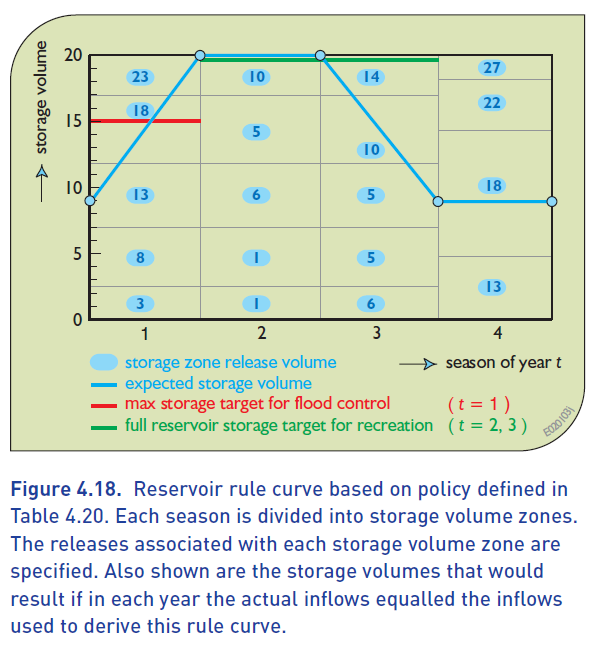 storage volume
20
15
10
5
0
23 10 14 27
18 5 10 22
13 6 5 18
8 1 5 13
3 1 6
1 2 3 4
storage zone release volume
season of year t
expected storage volume
max storage target for flood control ( t = 1 )
full reservoir storage target for recreation ( t = 2, 3 )
Figure 4.18. Reservoir rule curve based on policy defined in
Table 4.20. Each season is divided into storage volume zones.
The releases associated with each storage volume zone are
specified. Also shown are the storage volumes that would
result if in each year the actual inflows equalled the inflows
used to derive this rule curve.